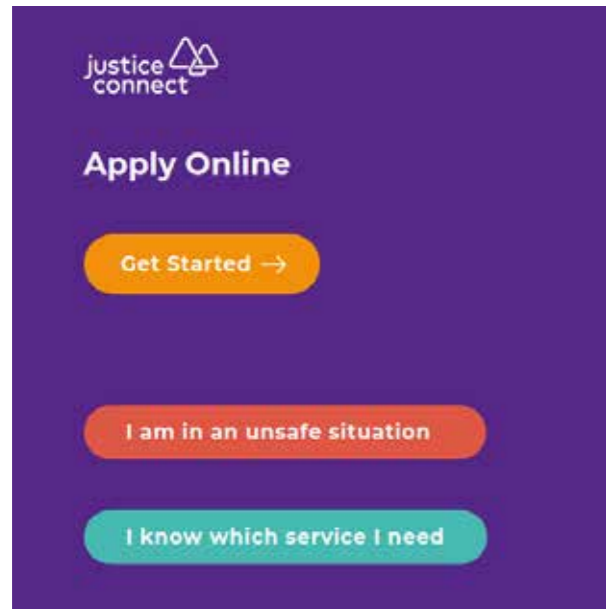 justice
connect
Apply Online
Get Started →
I am in an unsafe situation
I know which service I need